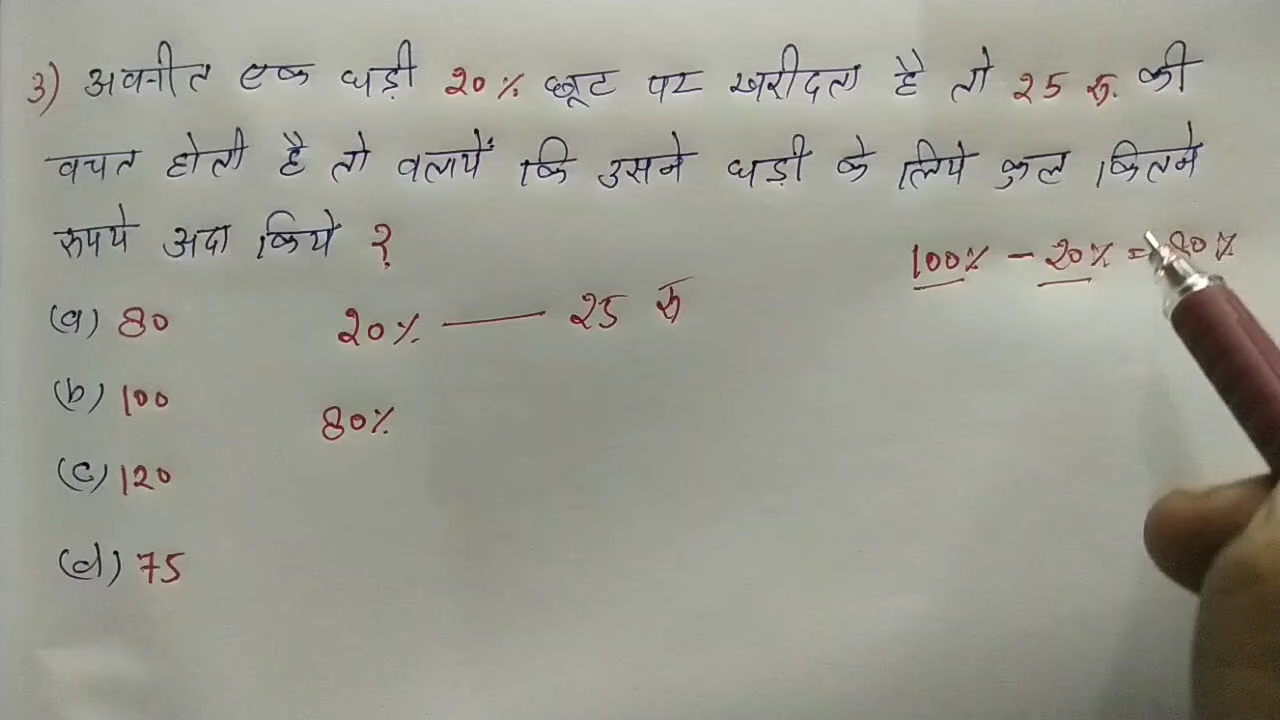 3) अवनीत एक घड़ी 20% छूट पर खरीदता है तो 25 रु. की
बचत होती है तो बतायें कि उसने घड़ी के लिये कुल कितने
रुपये अदा किये ?
100% - 20% = 80%
(a) 80
20% — 25 रु
(b) 100
80%
(c) 120
(d) 75